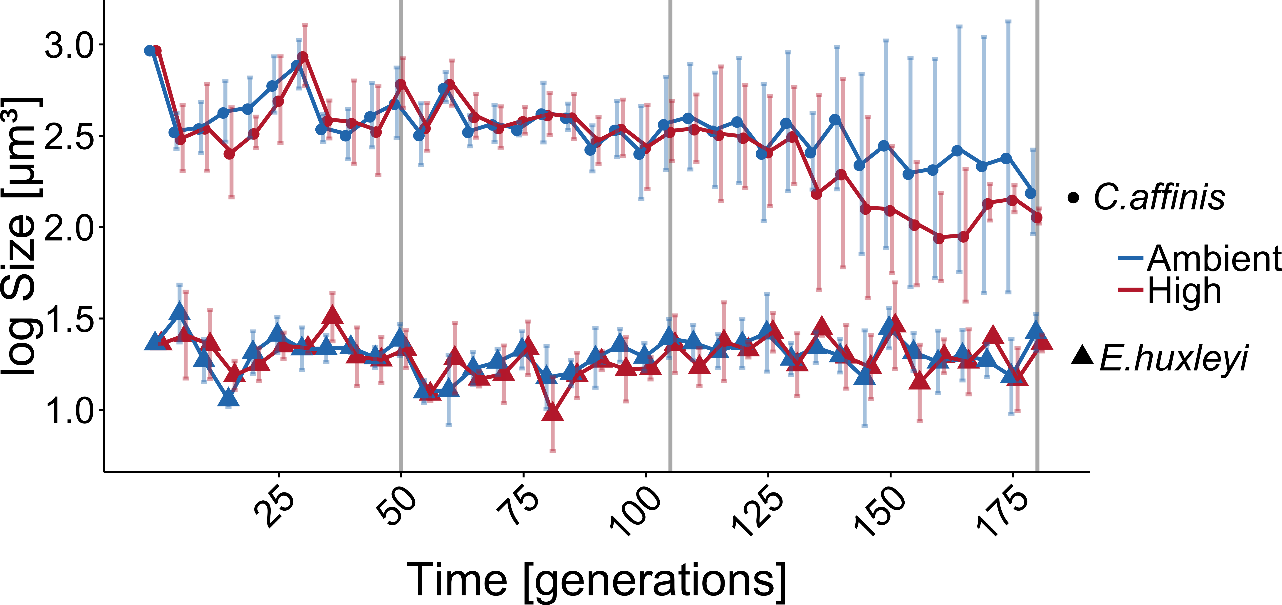 log Size [µm³]
3.0
2.5
2.0
1.5
1.0
25
50
75
100
125
150
175
Time [generations]
C.affinis
Ambient
High
E.huxleyi